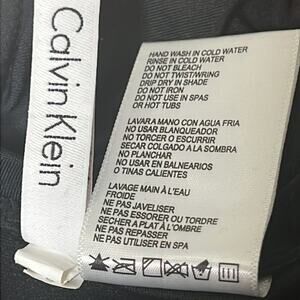 Calvin Klein
HAND WASH IN COLD WATER
RINSE IN COLD WATER
DO NOT BLEACH
DO NOT TWIST/WRING
DRIP DRY IN SHADE
DO NOT IRON
DO NOT USE IN SPAS
OR HOT TUBS
LAVAR A MANO CON AGUA FRIA
NO USAR BLANQUEADOR
NO TORCER O ESCURRIR
SECAR COLGADO A LA SOMBRA
NO PLANCHAR
NO USAR EN BALNEARIOS
O TINAS CALIENTES
LAVAGE MAIN À L'EAU
FROIDE
NE PAS JAVELISER
NE PAS ESSORER OU TORDRE
SECHER A PLAT À L'OMBRE
NE PAS REPASSER
NE PAS UTILISER EN SPA